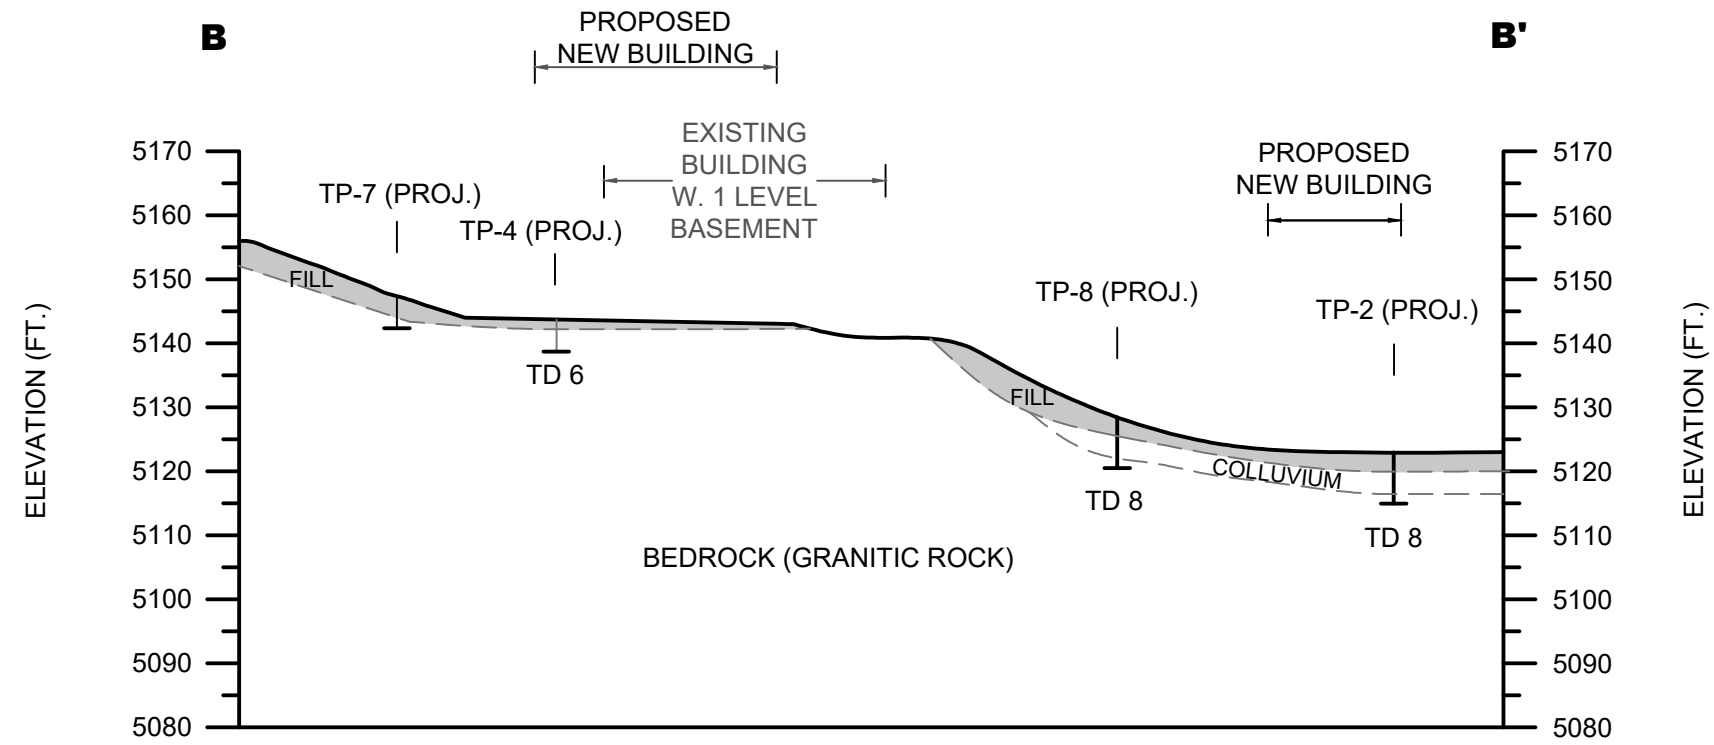 B
PROPOSED
NEW BUILDING
B'
EXISTING
BUILDING
W. 1 LEVEL
BASEMENT
PROPOSED
NEW BUILDING
TP-7 (PROJ.)
TP-4 (PROJ.)
TP-8 (PROJ.)
TP-2 (PROJ.)
ELEVATION (FT.)
5170
5160
5150
5140
5130
5120
5110
5100
5090
5080
FILL
TD 6
FILL
COLLUVIUM
TD 8
TD 8
BEDROCK (GRANITIC ROCK)
5170
5160
5150
5140
5130
5120
5110
5100
5090
5080
ELEVATION (FT.)